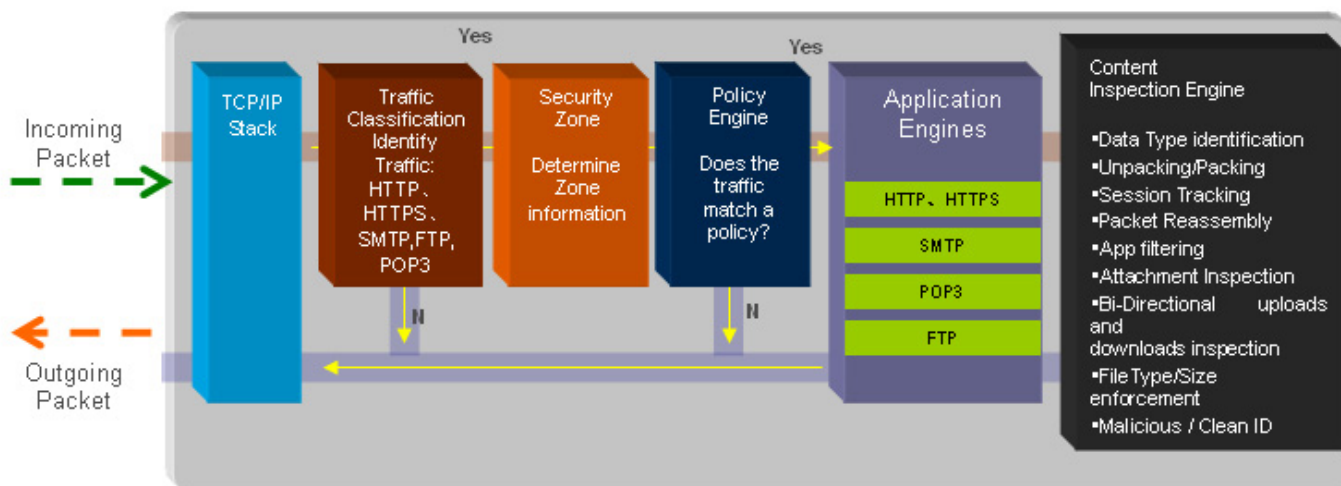 Yes
Yes
Incoming
Packet
Outgoing
Packet
TCP/IP
Stack
Traffic
Classification
Identify
Traffic:
HTTP、
HTTPS、
SMTP,FTP,
POP3
N
Security
Zone
Determine
Zone
information
Policy
Engine
Does the
traffic
match a
policy?
N
Application
Engines
HTTP、HTTPS
SMTP
POP3
FTP
Content
Inspection Engine
▪Data Type identification
▪Unpacking/Packing
▪Session Tracking
▪Packet Reassembly
▪App filtering
▪Attachment Inspection
▪Bi-Directional uploads
and
downloads inspection
▪File Type/Size
enforcement
▪Malicious / Clean ID